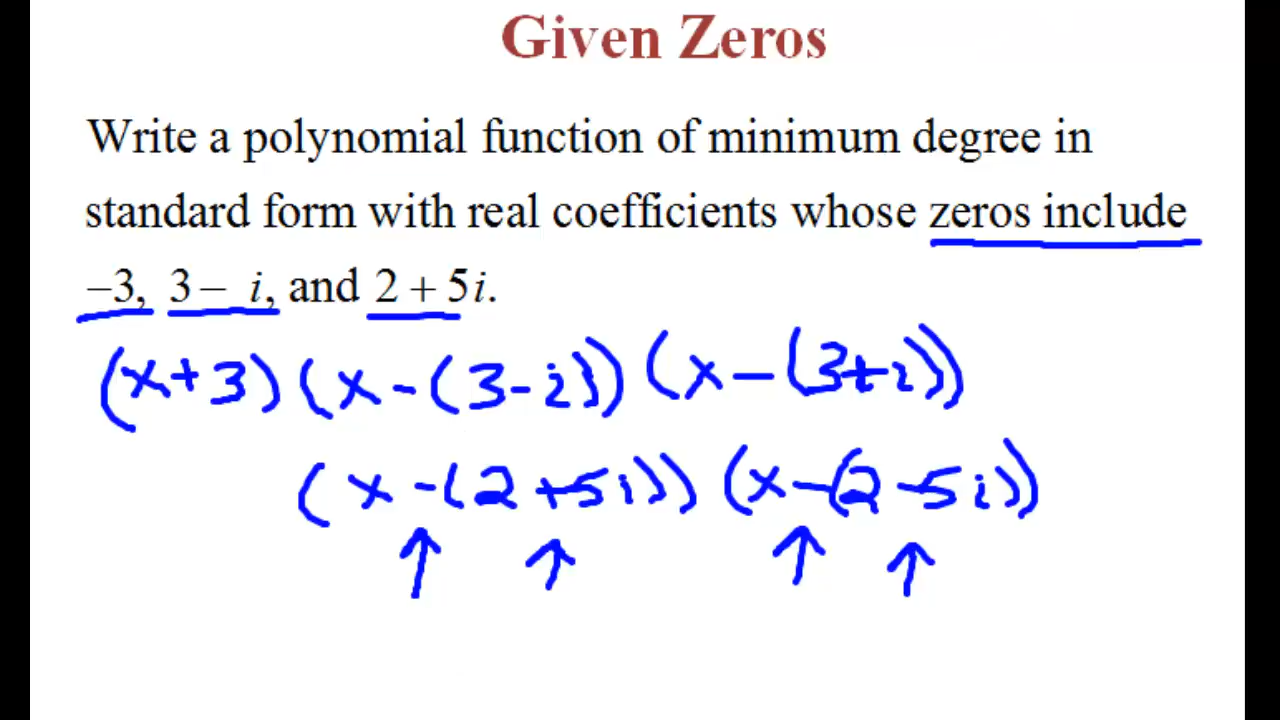 Given Zeros
Write a polynomial function of minimum degree in
standard form with real coefficients whose zeros include
–3, 3 – i, and 2 + 5i.
(x+3)(x-(3-i))(x-(3+i))
(x-(2+5i))(x-(2-5i))